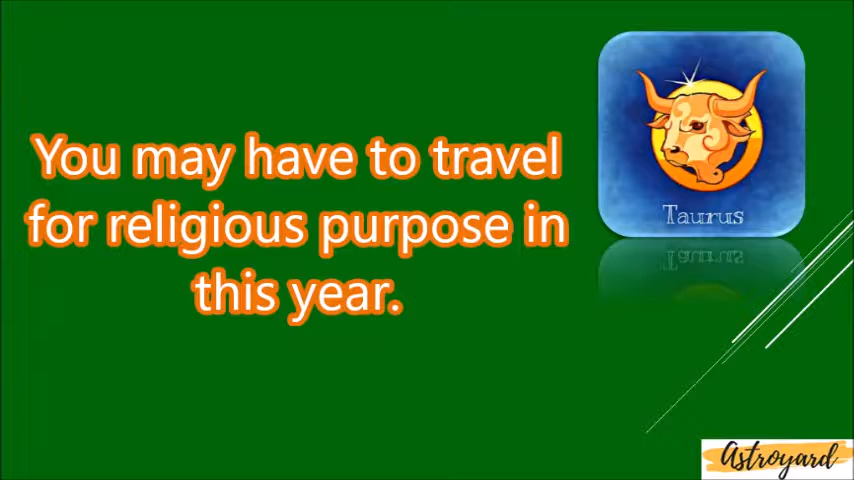 You may have to travel
for religious purpose in
this year.
Taurus
Astroyard